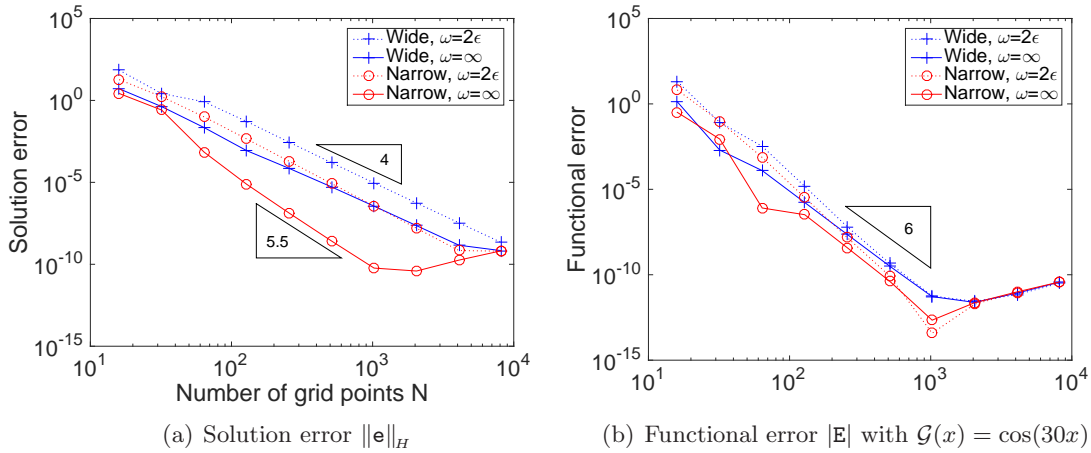 Solution error
10^5
10^0
10^-5
10^-10
10^-15
Wide, ω=2ϵ
Wide, ω=∞
Narrow, ω=2ϵ
Narrow, ω=∞
4
5.5
10^1
10^2
10^3
10^4
Number of grid points N
(a) Solution error ‖e‖_H
Functional error
10^5
10^0
10^-5
10^-10
10^-15
Wide, ω=2ϵ
Wide, ω=∞
Narrow, ω=2ϵ
Narrow, ω=∞
6
10^1
10^2
10^3
10^4
(b) Functional error |E| with 𝒢(x) = cos(30x)